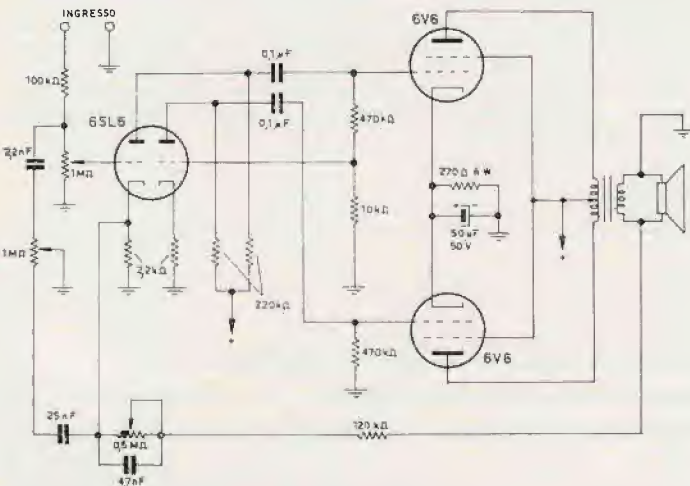 INGRESSO
100kΩ
6SL6
0,1µF
0,1µF
6V6
2,2nF
1MΩ
470kΩ
10kΩ
270Ω 6W
50µF
50V
1MΩ
2,2kΩ
220kΩ
+
+
470kΩ
6V6
25nF
0,5MΩ
47nF
120kΩ